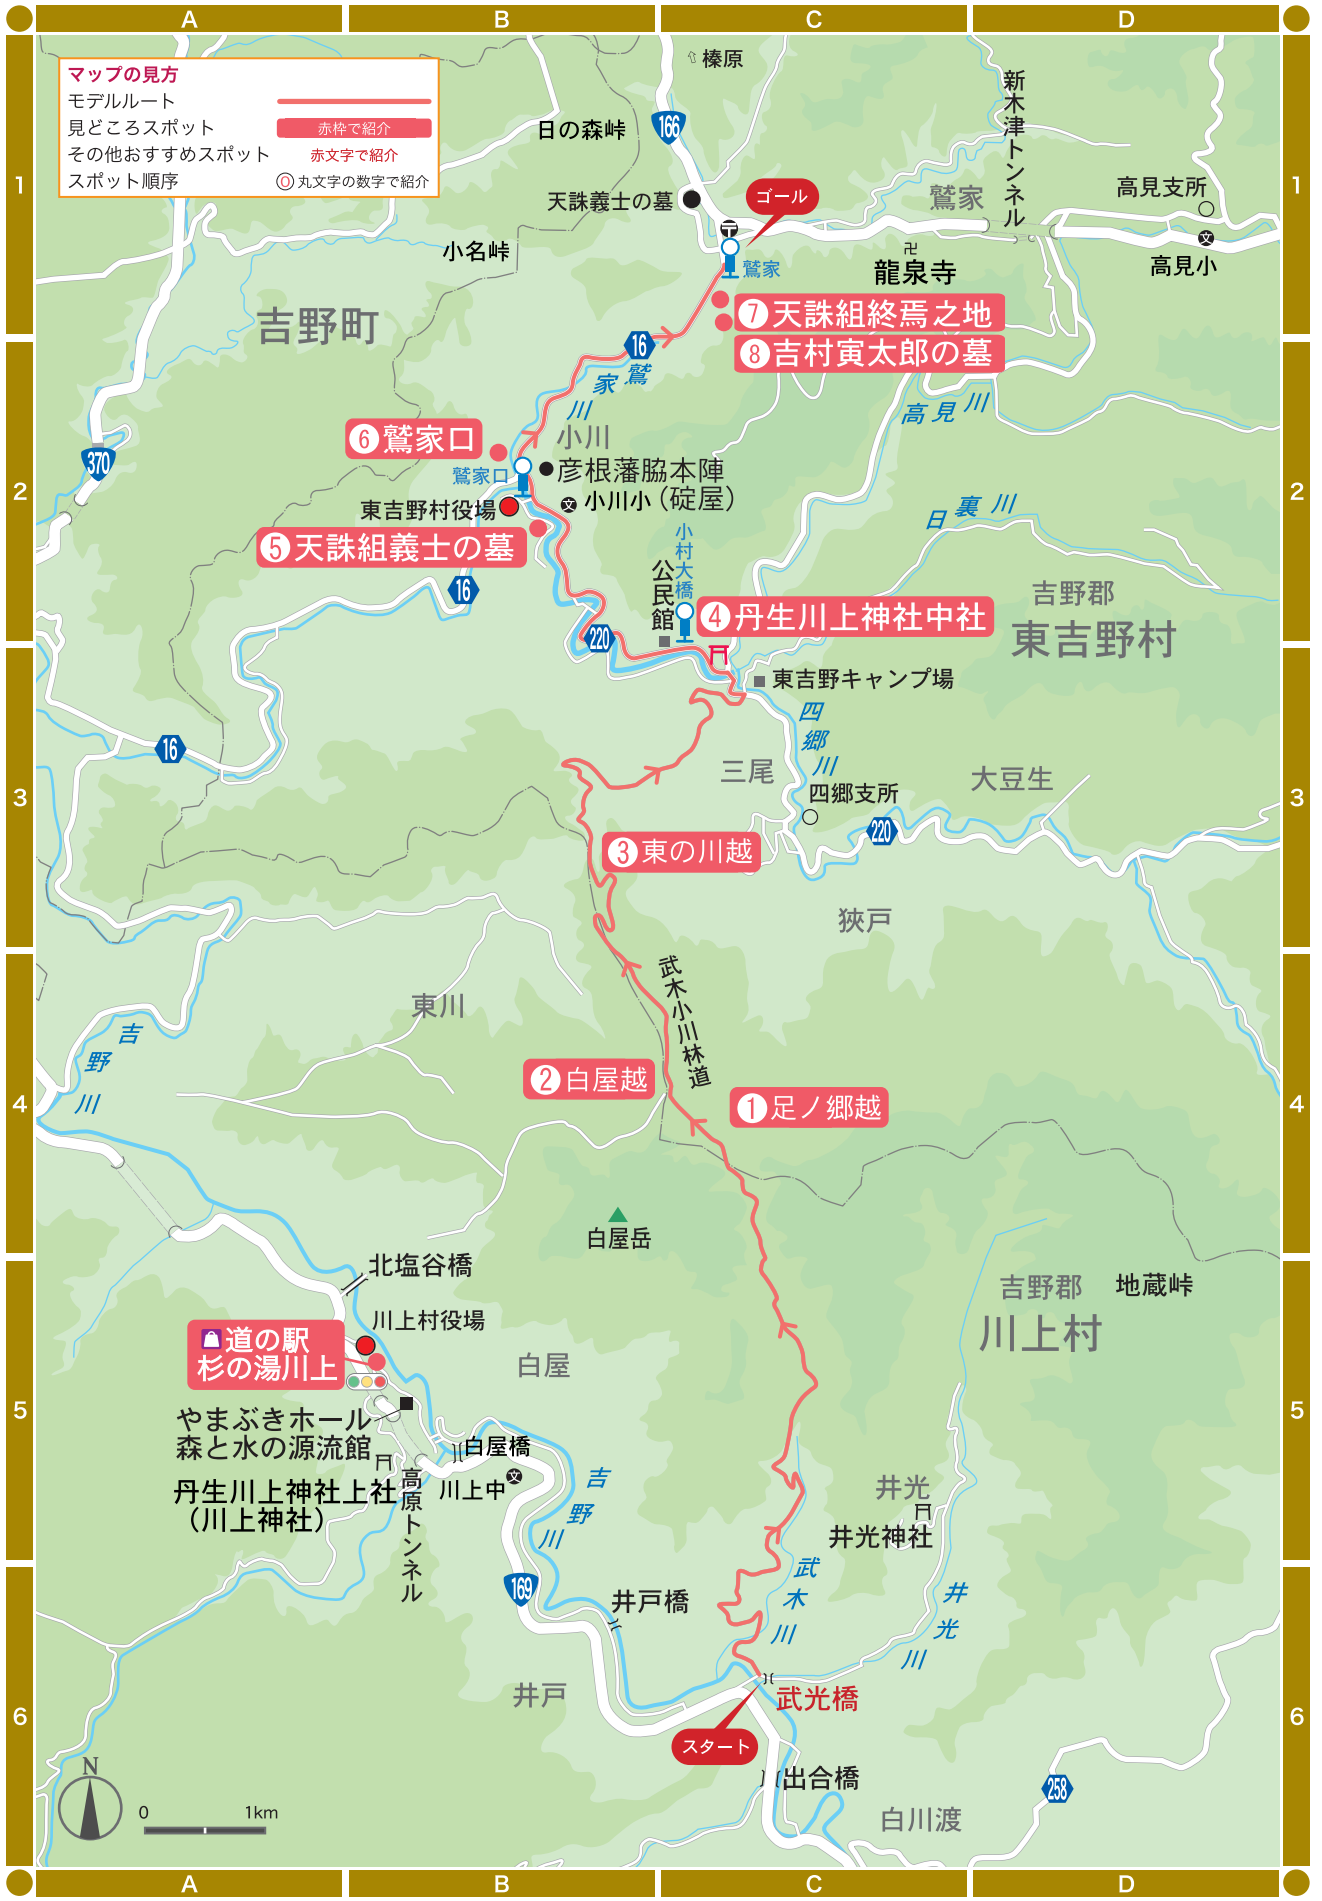 A
B
C
D
1
2
3
4
5
6
マップの見方
モデルルート
見どころスポット
赤枠で紹介
その他おすすめスポット
赤文字で紹介
スポット順序
0
丸文字の数字で紹介
榛原
166
日の森峠
新木津トンネル
天誅義士の墓
ゴール
鷲家
高見支所
文
高見小
小名峠
〒
鷲家
卍
龍泉寺
吉野町
7 天誅組終焉之地
8 吉村寅太郎の墓
16
鷲家川
高見川
370
6 鷲家口
小川
鷲家口
彦根藩脇本陣
文
小川小（碇屋）
東吉野村役場
5 天誅組義士の墓
日裏川
小村大橋
公民館
16
4 丹生川上神社中社
吉野郡
東吉野村
220
東吉野キャンプ場
四郷川
16
三尾
大豆生
四郷支所
220
3 東の川越
狹戸
武木小川林道
東川
吉野川
2 白屋越
1 足ノ郷越
白屋岳
北塩谷橋
吉野郡
川上村
地蔵峠
川上村役場
道の駅
杉の湯川上
白屋
やまぶきホール
森と水の源流館
白屋橋
文
川上中
丹生川上神社上社
（川上神社）
高原トンネル
吉野川
井光
井光神社
169
武木川
井光川
井戸橋
井戸
武光橋
スタート
出合橋
258
白川渡
N
0
1km
A
B
C
D
1
2
3
4
5
6